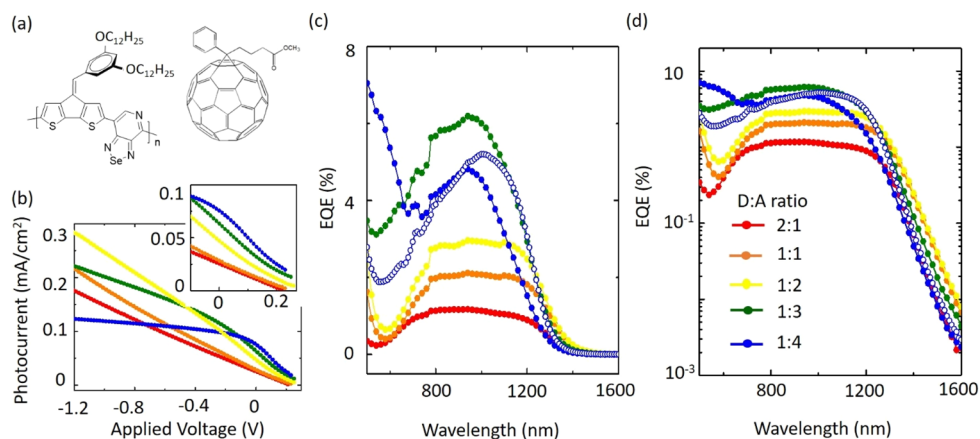 (a)
OC12H25
OC12H25
S
S
N
N
Se
N
n
OCH3
O
(b)
Photocurrent (mA/cm2)
0.3
0.2
0.1
0
-1.2
-0.8
-0.4
0
Applied Voltage (V)
0.1
0.05
0
0
0.2
(c)
EQE (%)
8
4
0
800
1200
1600
Wavelength (nm)
(d)
EQE (%)
10^0
10^-1
10^-3
D:A ratio
2:1
1:1
1:2
1:3
1:4
800
1200
1600
Wavelength (nm)